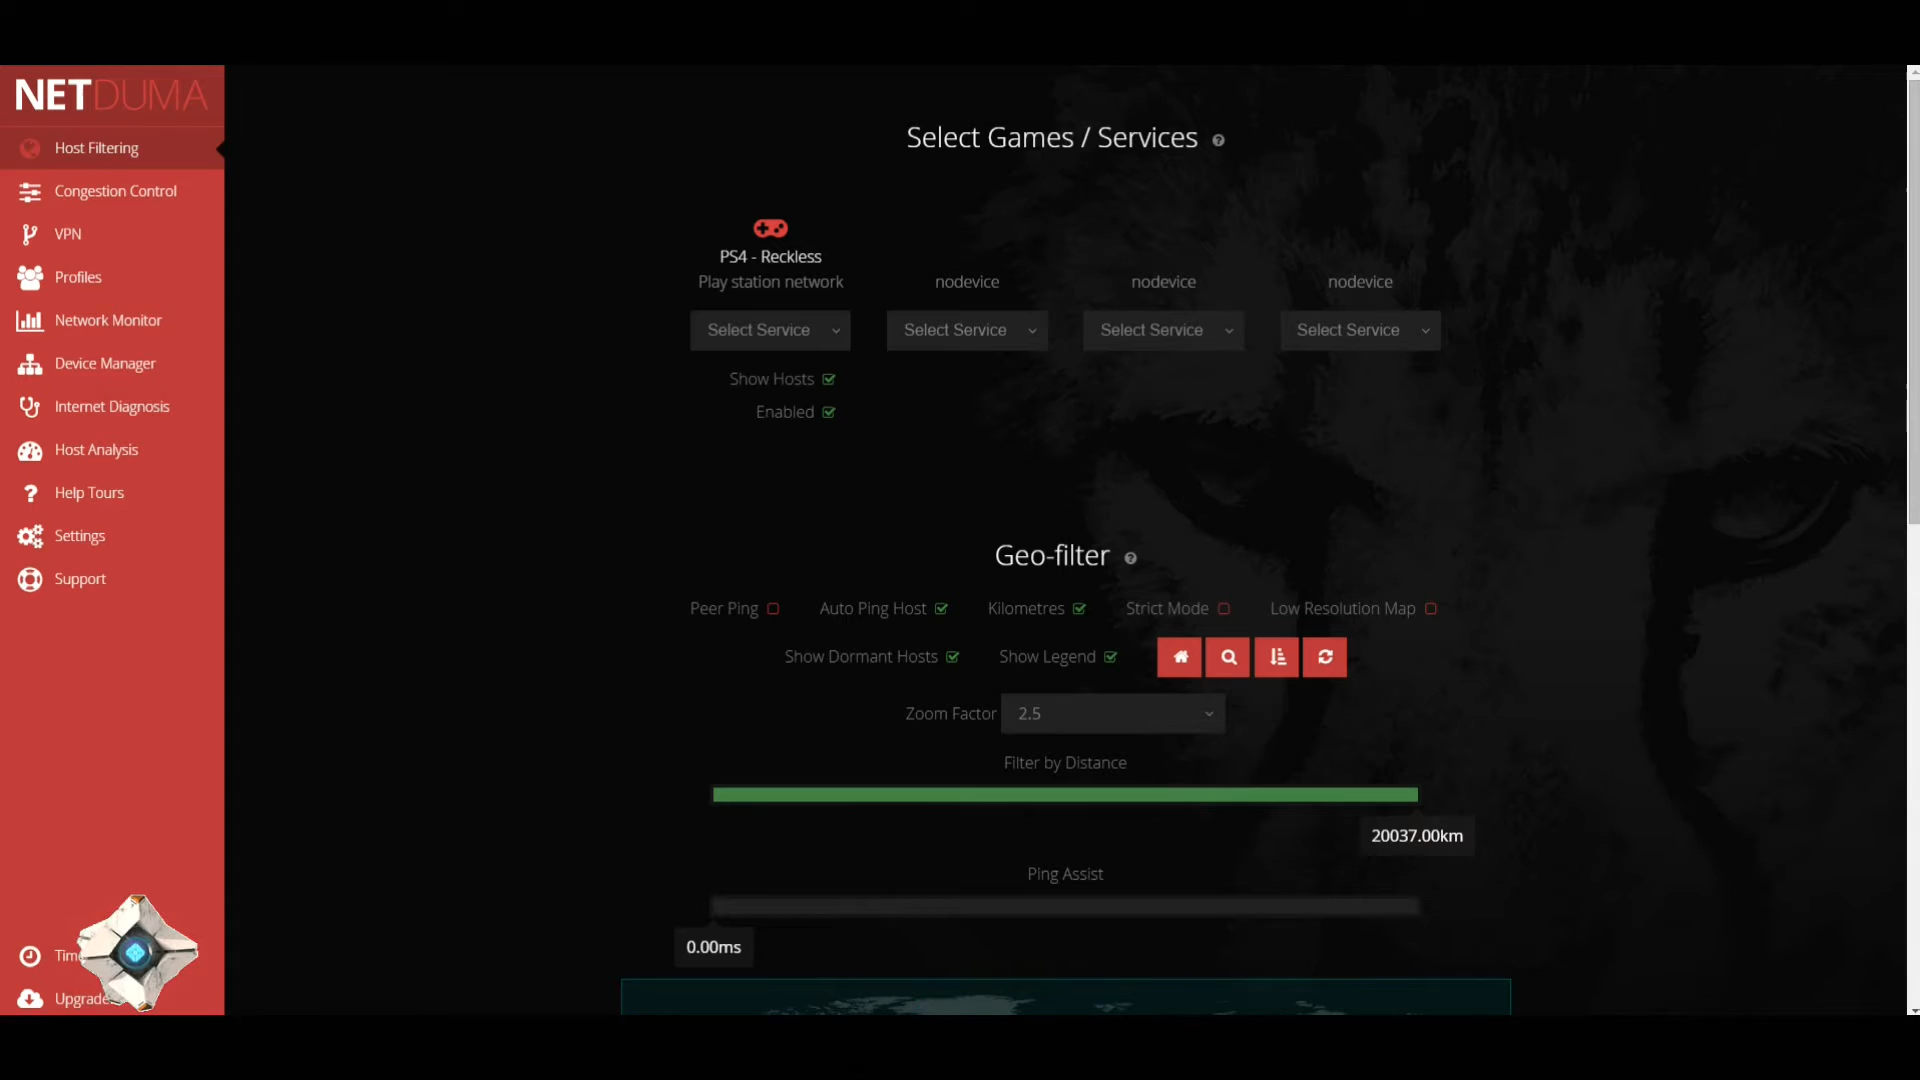 NETDUMA
Host Filtering
Congestion Control
VPN
Profiles
Network Monitor
Device Manager
Internet Diagnosis
Host Analysis
Help Tours
Settings
Support
Upgrade
Select Games / Services
PS4 - Reckless
Play station network
nodevice
nodevice
nodevice
Select Service
Select Service
Select Service
Select Service
Show Hosts
Enabled
Geo-filter
Peer Ping
Auto Ping Host
Kilometres
Strict Mode
Low Resolution Map
Show Dormant Hosts
Show Legend
Zoom Factor
2.5
Filter by Distance
20037.00km
Ping Assist
0.00ms